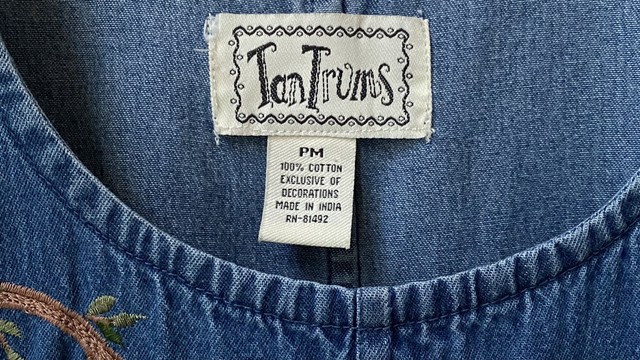 TanTrums
PM
100% COTTON
EXCLUSIVE OF
DECORATIONS
MADE IN INDIA
RN-81492